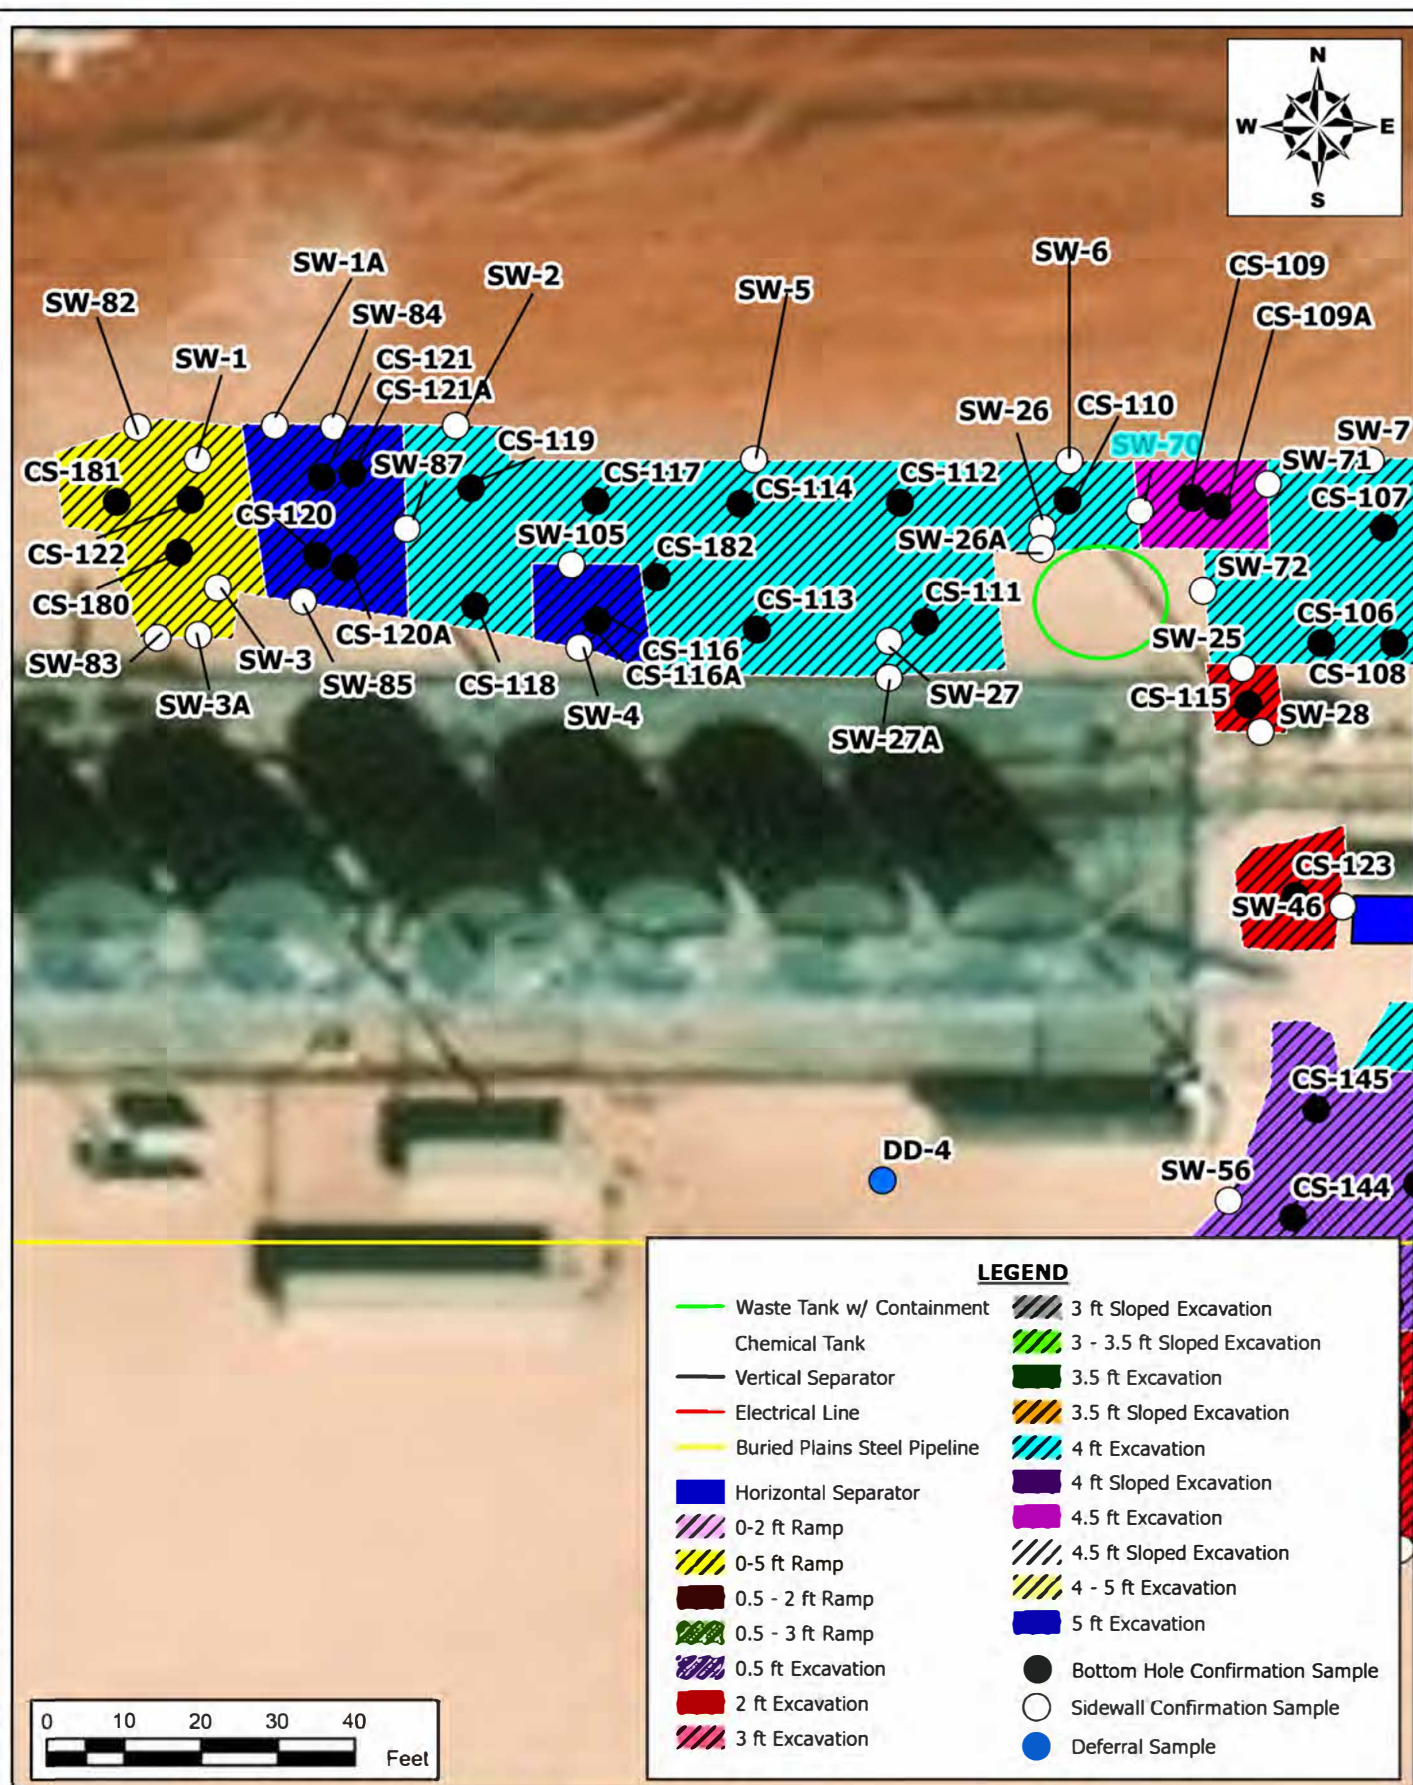 N
W E
S
SW-6
SW-1A
CS-109
SW-2
SW-5
SW-82
SW-84
CS-109A
SW-1
CS-121
CS-121A
SW-26
CS-110
SW-7
CS-119
SW-70
SW-87
SW-71
CS-181
CS-117
CS-114
CS-112
CS-107
CS-120
SW-105
SW-26A
CS-182
CS-122
SW-72
CS-113
CS-111
CS-180
CS-120A
CS-106
SW-25
CS-116
SW-83
SW-3
CS-116A
CS-108
SW-85
CS-118
SW-27
CS-115
SW-3A
SW-4
SW-28
SW-27A
CS-123
SW-46
CS-145
DD-4
SW-56
CS-144
LEGEND
Waste Tank w/ Containment
Chemical Tank
Vertical Separator
Electrical Line
Buried Plains Steel Pipeline
Horizontal Separator
0-2 ft Ramp
0-5 ft Ramp
0.5 - 2 ft Ramp
0.5 - 3 ft Ramp
0.5 ft Excavation
2 ft Excavation
3 ft Excavation
3 ft Sloped Excavation
3 - 3.5 ft Sloped Excavation
3.5 ft Excavation
3.5 ft Sloped Excavation
4 ft Excavation
4 ft Sloped Excavation
4.5 ft Excavation
4.5 ft Sloped Excavation
4 - 5 ft Excavation
5 ft Excavation
Bottom Hole Confirmation Sample
Sidewall Confirmation Sample
Deferral Sample
0 10 20 30 40
Feet